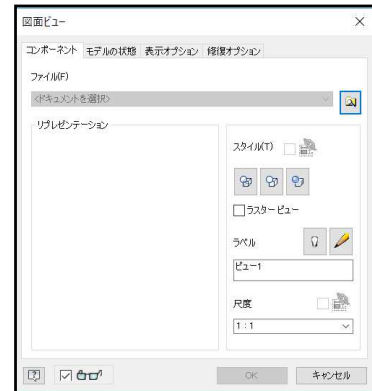 図面ビュー
コンポーネント モデルの状態 表示オプション 修復オプション
ファイル(F)
<ドキュメントを選択>
リプレゼンテーション
スタイル(T)
ラスター ビュー
ラベル
ビュー1
尺度
1 : 1
OK キャンセル